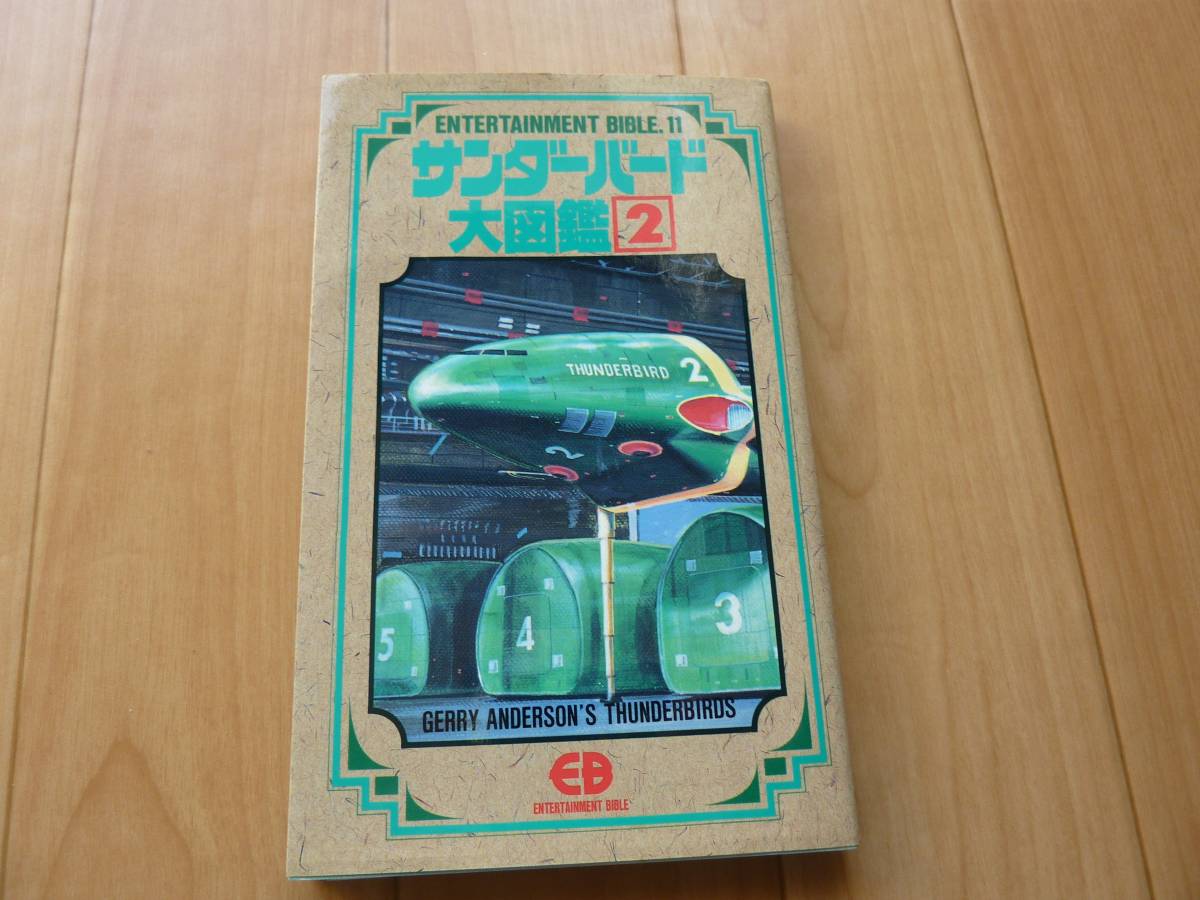 ENTERTAINMENT BIBLE. 11
サンダーバード
大図鑑 2
THUNDERBIRD 2
2
5
4
3
GERRY ANDERSON'S THUNDERBIRDS
EB
ENTERTAINMENT BIBLE